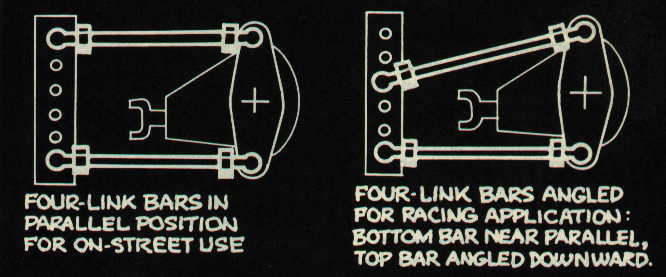 FOUR-LINK BARS IN
PARALLEL POSITION
FOR ON-STREET USE
FOUR-LINK BARS ANGLED
FOR RACING APPLICATION:
BOTTOM BAR NEAR PARALLEL,
TOP BAR ANGLED DOWNWARD.